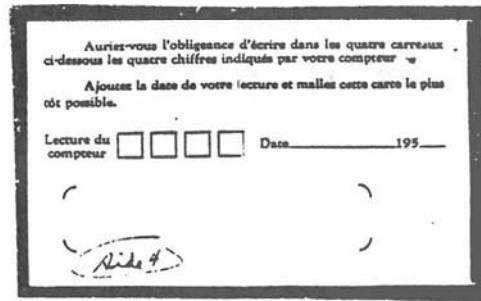 Auriez-vous l'obligeance d'écrire dans les quatre carreaux
ci-dessous les quatre chiffres indiqués par votre compteur
Ajoutez la date de votre lecture et mallez cette carte le plus
tôt possible.
Lecture du
compteur
Date 195
Aide 4